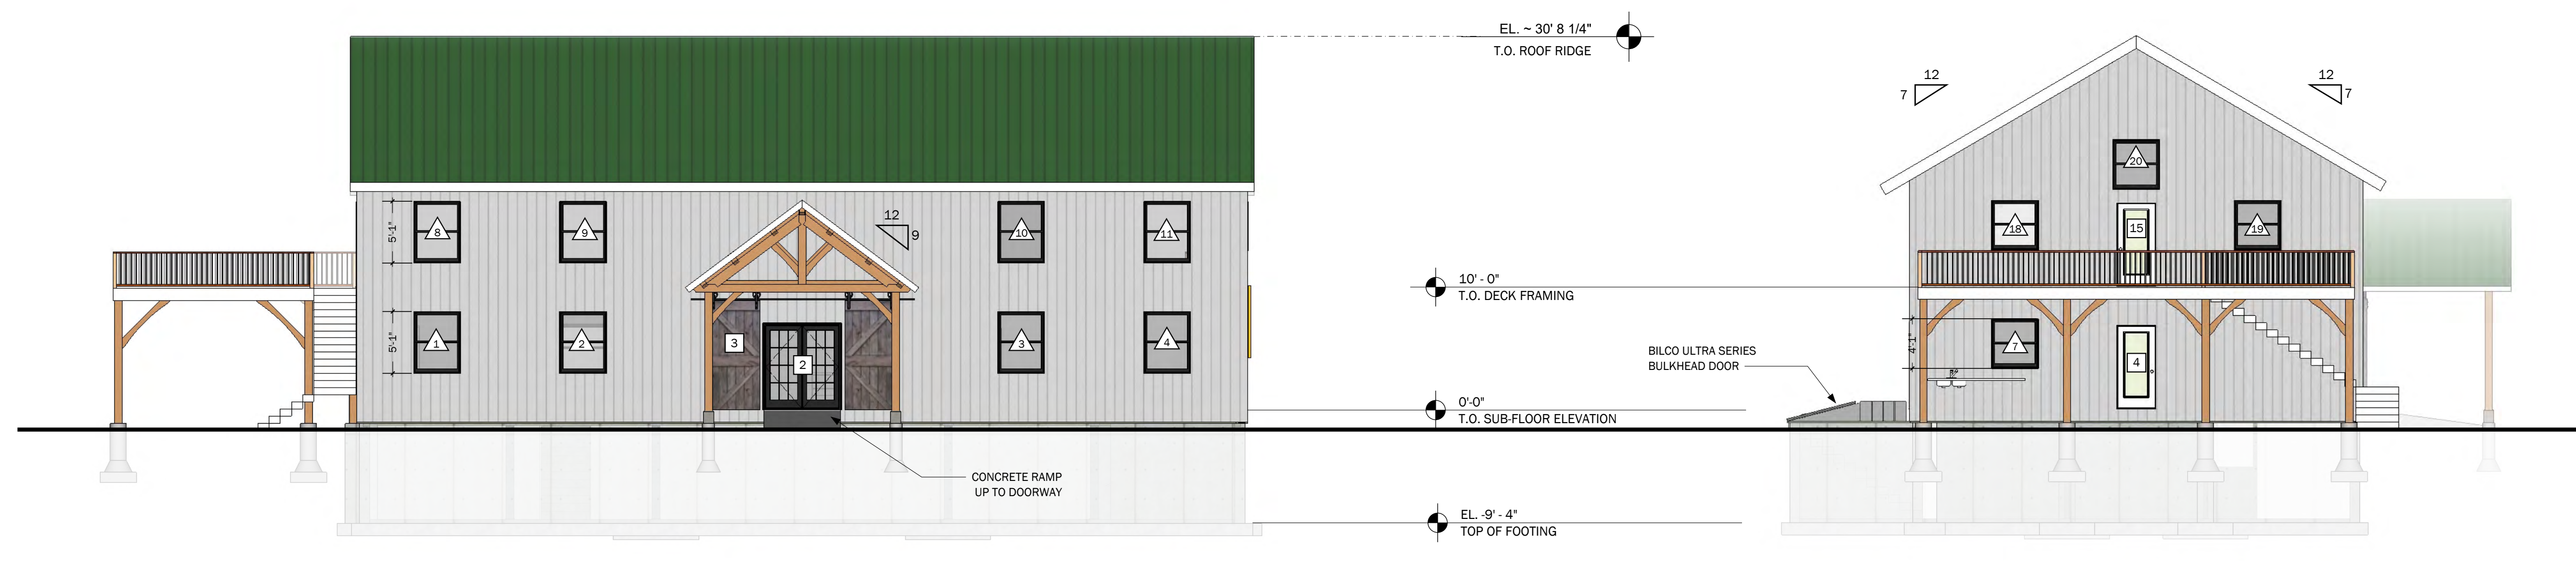 EL. ~ 30' 8 1/4"
T.O. ROOF RIDGE
12
7
12
7
20
8
9
10
11
5'-1"
12
9
18
15
19
10' - 0"
T.O. DECK FRAMING
1
2
3
4
5'-1"
3
2
7
4
4'-1"
BILCO ULTRA SERIES
BULKHEAD DOOR
0'-0"
T.O. SUB-FLOOR ELEVATION
CONCRETE RAMP
UP TO DOORWAY
EL. -9' - 4"
TOP OF FOOTING